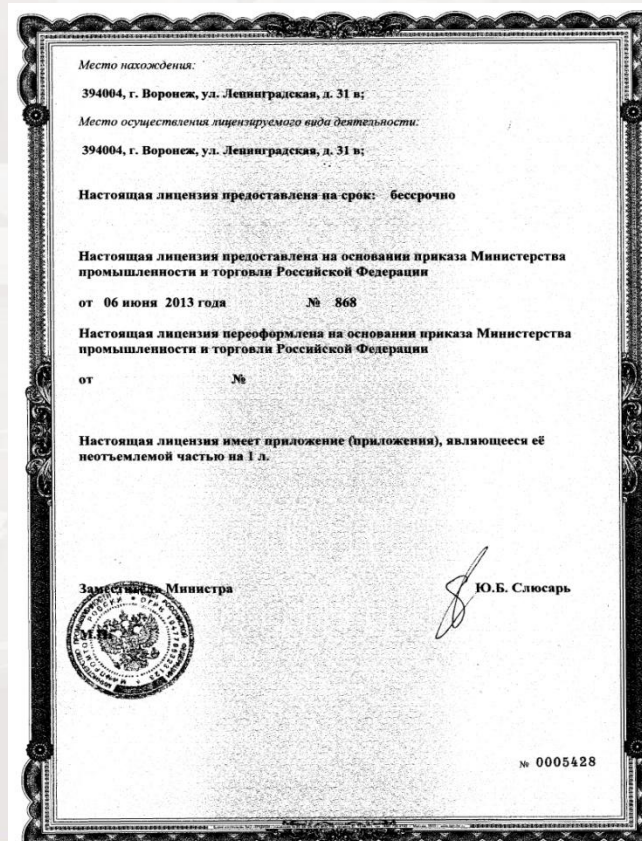 Место нахождения:
394004, г. Воронеж, ул. Ленинградская, д. 31 в;
Место осуществления лицензируемого вида деятельности:
394004, г. Воронеж, ул. Ленинградская, д. 31 в;
Настоящая лицензия предоставлена на срок: бессрочно
Настоящая лицензия предоставлена на основании приказа Министерства
промышленности и торговли Российской Федерации
от 06 июня 2013 года № 868
Настоящая лицензия переоформлена на основании приказа Министерства
промышленности и торговли Российской Федерации
от №
Настоящая лицензия имеет приложение (приложения), являющееся её
неотъемлемой частью на 1 л.
Заместитель Министра Ю.Б. Слюсарь
М.П.
№ 0005428